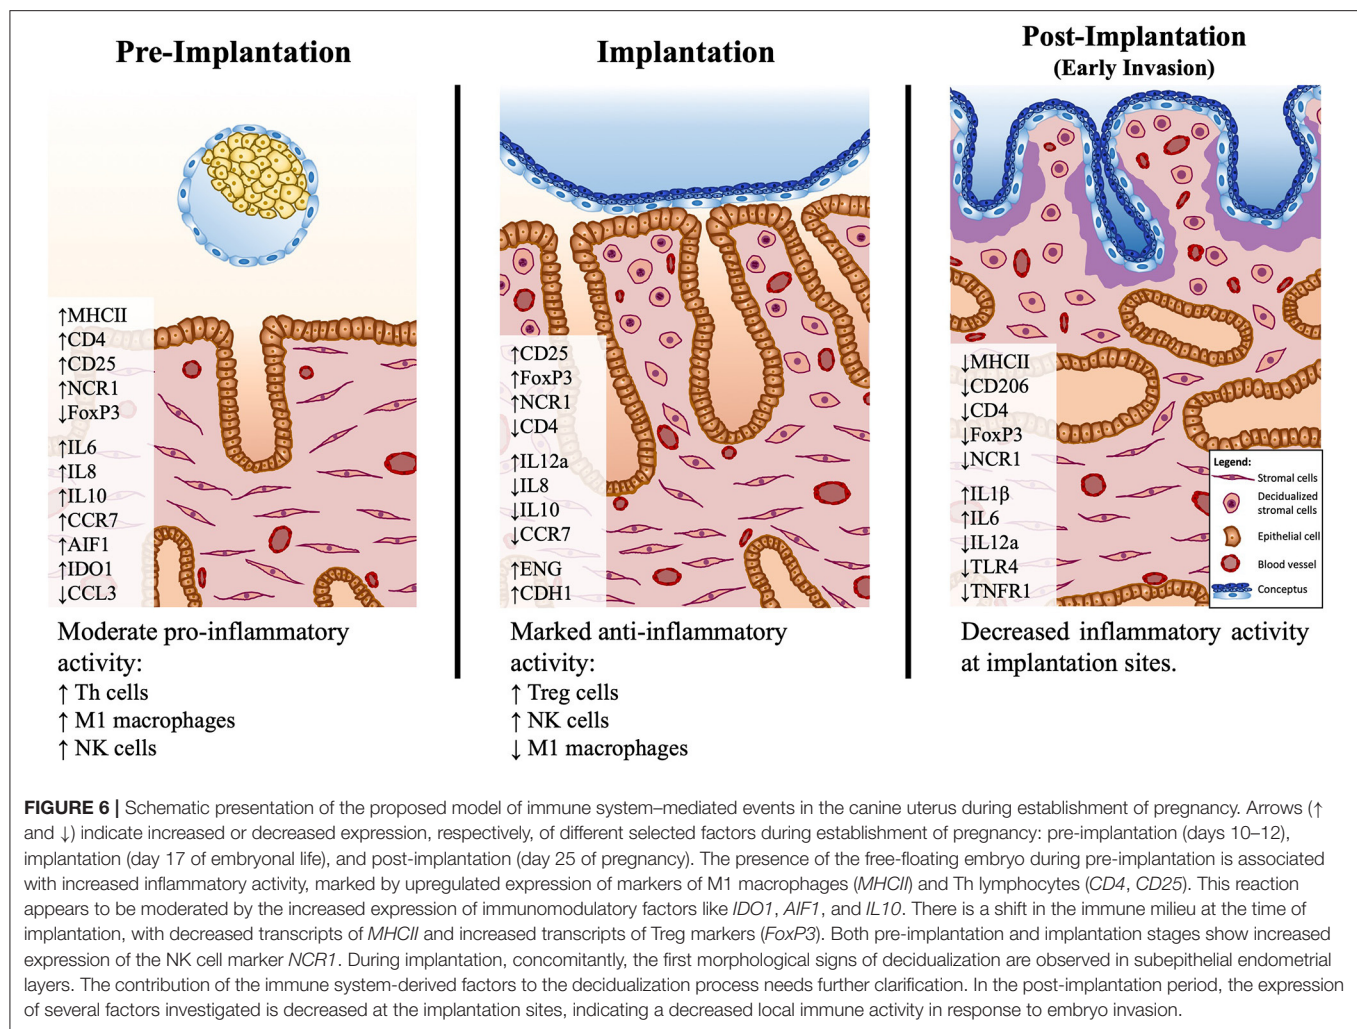 Pre-Implantation
↑MHCII
↑CD4
↑CD25
↑NCR1
↓FoxP3
↑IL6
↑IL8
↑IL10
↑CCR7
↑AIF1
↑IDO1
↓CCL3
Moderate pro-inflammatory
activity:
↑ Th cells
↑ M1 macrophages
↑ NK cells
Implantation
↑CD25
↑FoxP3
↑NCR1
↓CD4
↑IL12a
↓IL8
↓IL10
↓CCR7
↑ENG
↑CDH1
Marked anti-inflammatory
activity:
↑ Treg cells
↑ NK cells
↓ M1 macrophages
Post-Implantation
(Early Invasion)
↓MHCII
↓CD206
↓CD4
↓FoxP3
↓NCR1
↑IL1β
↑IL6
↓IL12a
↓TLR4
↓TNFR1
Legend:
Stromal cells
Decidualized
stromal cells
Epithelial cell
Blood vessel
Conceptus
Decreased inflammatory activity
at implantation sites.
FIGURE 6 | Schematic presentation of the proposed model of immune system–mediated events in the canine uterus during establishment of pregnancy. Arrows (↑
and ↓) indicate increased or decreased expression, respectively, of different selected factors during establishment of pregnancy: pre-implantation (days 10–12),
implantation (day 17 of embryonal life), and post-implantation (day 25 of pregnancy). The presence of the free-floating embryo during pre-implantation is associated
with increased inflammatory activity, marked by upregulated expression of markers of M1 macrophages (MHCII) and Th lymphocytes (CD4, CD25). This reaction
appears to be moderated by the increased expression of immunomodulatory factors like IDO1, AIF1, and IL10. There is a shift in the immune milieu at the time of
implantation, with decreased transcripts of MHCII and increased transcripts of Treg markers (FoxP3). Both pre-implantation and implantation stages show increased
expression of the NK cell marker NCR1. During implantation, concomitantly, the first morphological signs of decidualization are observed in subepithelial endometrial
layers. The contribution of the immune system-derived factors to the decidualization process needs further clarification. In the post-implantation period, the expression
of several factors investigated is decreased at the implantation sites, indicating a decreased local immune activity in response to embryo invasion.